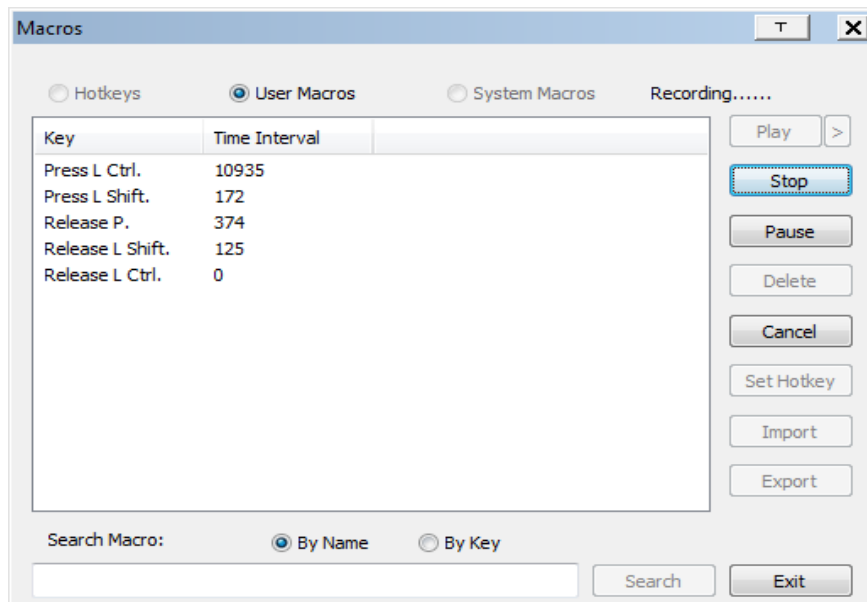 Macros T X
Hotkeys User Macros System Macros Recording......
Key Time Interval Play >
Press L Ctrl. 10935
Press L Shift. 172 Stop
Release P. 374
Release L Shift. 125 Pause
Release L Ctrl. 0
Delete
Cancel
Set Hotkey
Import
Export
Search Macro: By Name By Key
Search Exit